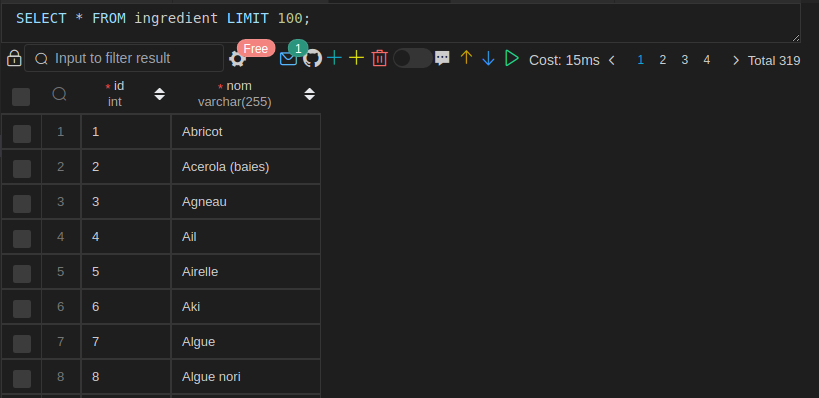 SELECT * FROM ingredient LIMIT 100;
Input to filter result Free 1 Cost: 15ms 1 2 3 4 Total 319
* id * nom
int varchar(255)
1 1 Abricot
2 2 Acerola (baies)
3 3 Agneau
4 4 Ail
5 5 Airelle
6 6 Aki
7 7 Algue
8 8 Algue nori